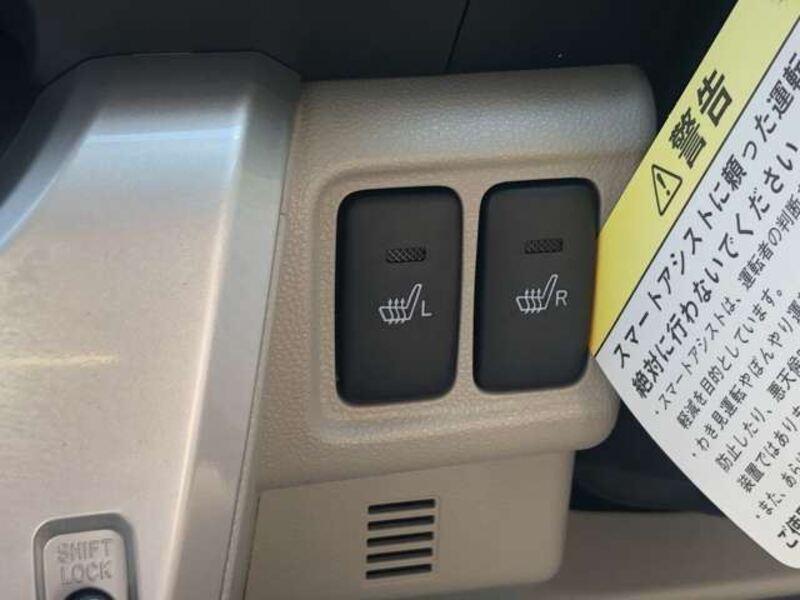 L
R
SHIFT
LOCK
警告
スマートアシストに頼った運転
絶対に行わないでください
・スマートアシストは、運転者の判断
軽減を目的としています。
・わき見運転やぼんやり運
防止したり、悪天候
装置ではありま
・また、あら
ご使